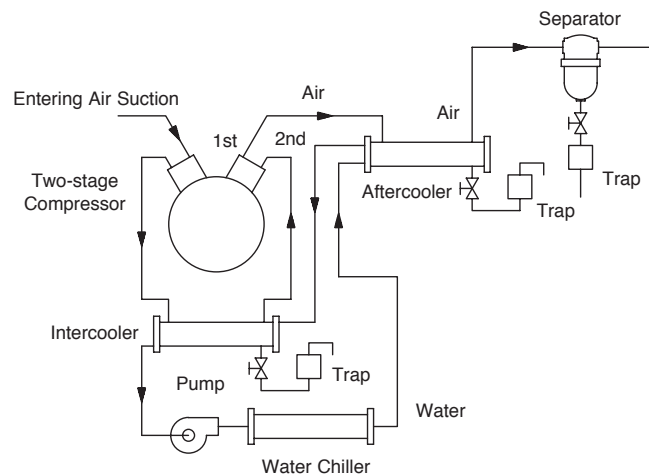 Separator
Entering Air Suction
Air
Air
1st
2nd
Two-stage
Compressor
Aftercooler
Trap
Trap
Intercooler
Pump
Trap
Water
Water Chiller